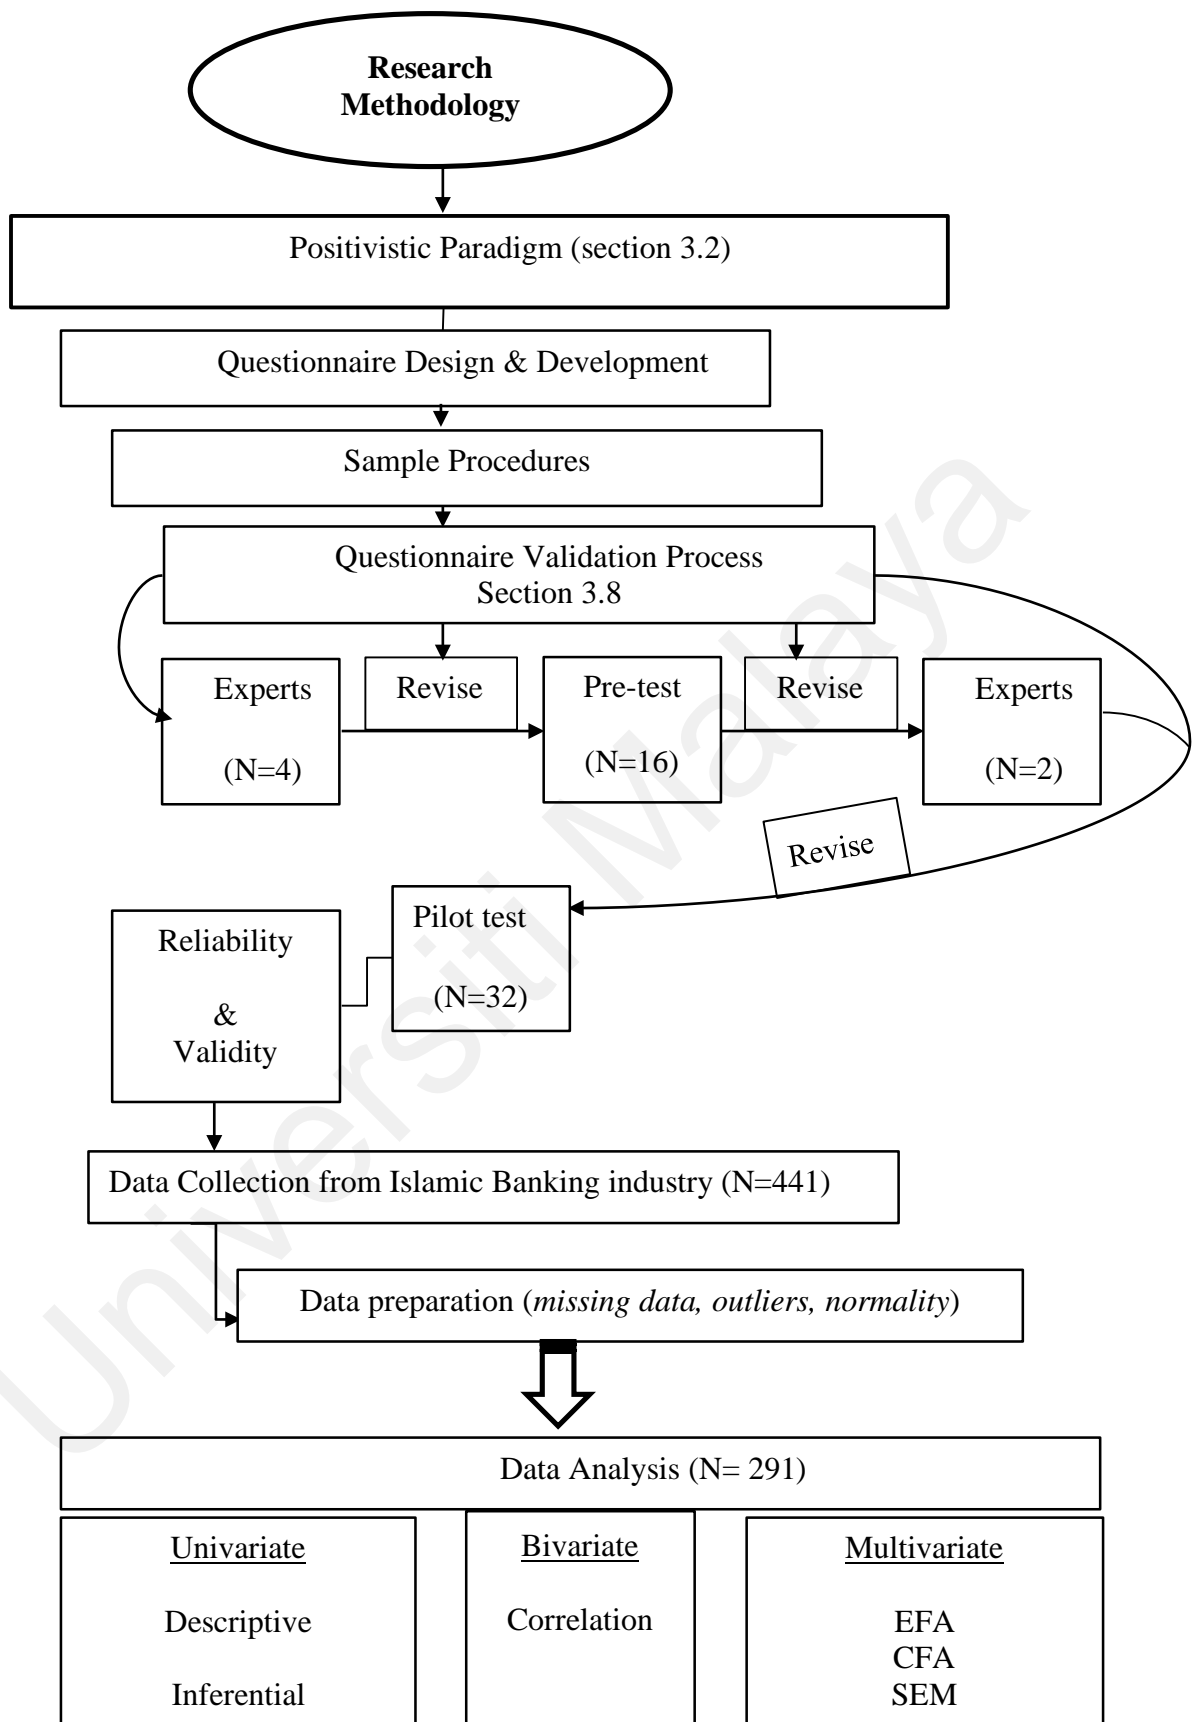 Research
Methodology
Positivistic Paradigm (section 3.2)
Questionnaire Design & Development
Sample Procedures
Questionnaire Validation Process
Section 3.8
Experts
(N=4)
Revise
Pre-test
(N=16)
Revise
Experts
(N=2)
Revise
Pilot test
(N=32)
Reliability
&
Validity
Data Collection from Islamic Banking industry (N=441)
Data preparation (missing data, outliers, normality)
Data Analysis (N= 291)
Univariate
Descriptive
Inferential
Bivariate
Correlation
Multivariate
EFA
CFA
SEM
Universiti Malaya